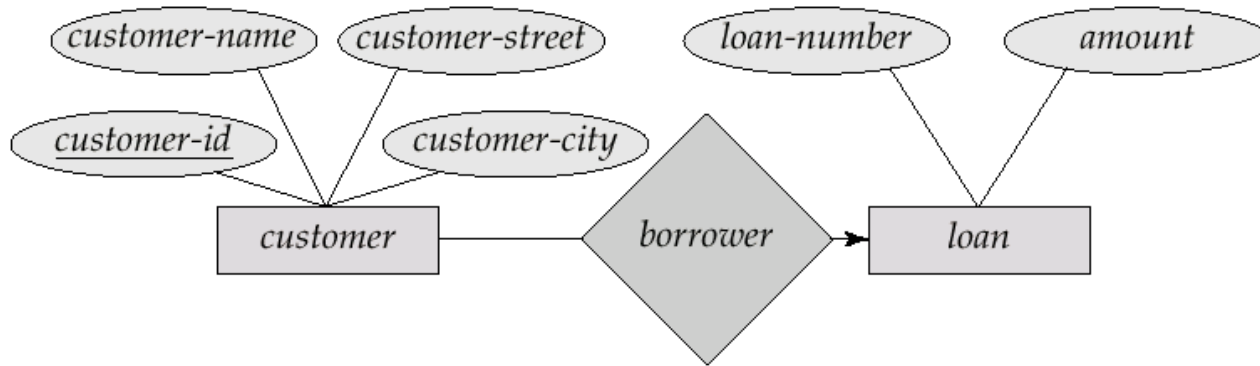 customer-name
customer-street
loan-number
amount
customer-id
customer-city
customer
borrower
loan